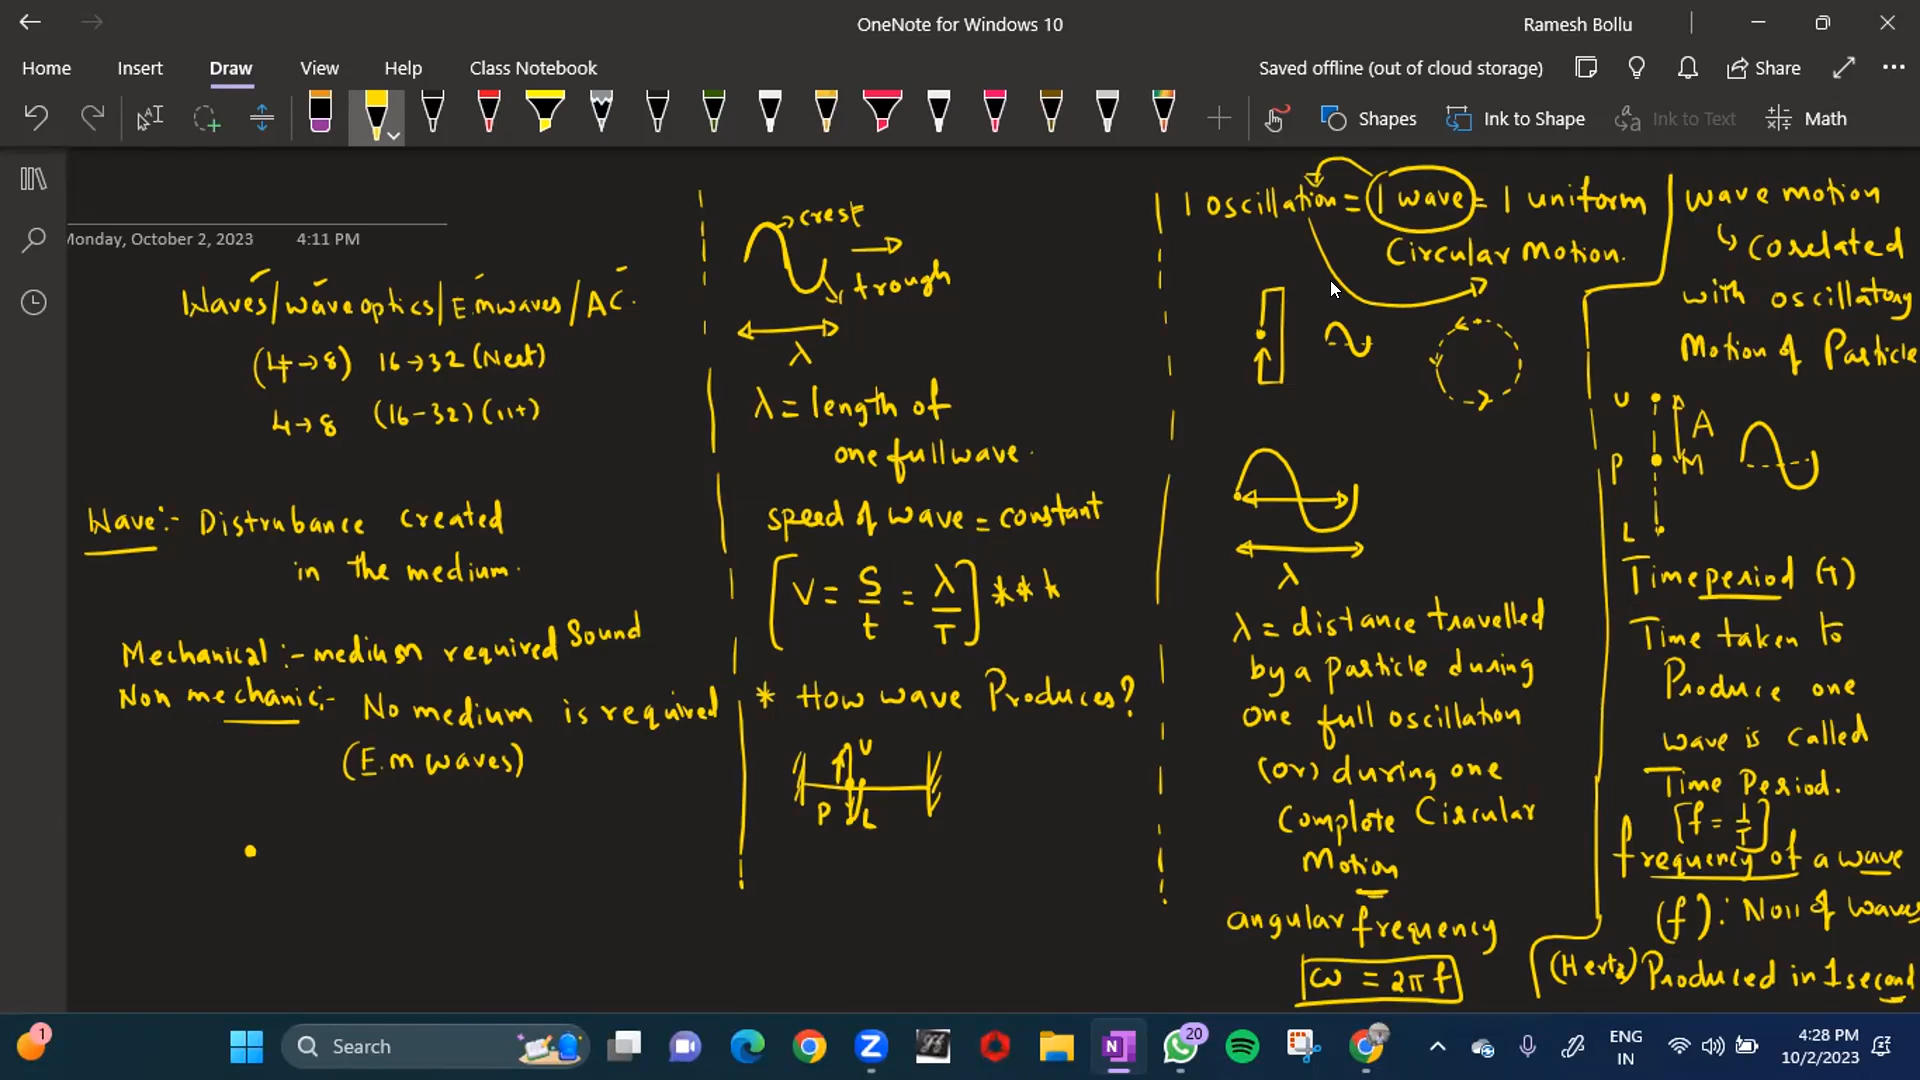 OneNote for Windows 10
Ramesh Bollu
Home Insert Draw View Help Class Notebook
Saved offline (out of cloud storage)
Share
Shapes
Ink to Shape
Ink to Text
Math
Monday, October 2, 2023 4:11 PM
Waves/wave optics/E.mwaves/AC.
(4→8) 16→32 (Neet)
4→8 (16-32) (11+)
Wave:- Distrubance created
in the medium.
Mechanical:- medium required Sound
Non mechanic:- No medium is required
(E.m waves)
crest
trough
λ
λ = length of
one fullwave.
speed of wave = constant
[V = S/t = λ/T] ***
* How wave Produces?
U
P L
1 oscillation = 1 wave = 1 uniform
Circular Motion.
λ
λ = distance travelled
by a particle during
one full oscillation
(or) during one
Complete Circular
Motion
angular frequency
ω = 2π f
wave motion
↳ Corelated
with oscillatory
Motion of Particle
U
A
P M
L
Timeperiod (T)
Time taken to
Produce one
wave is called
Time Period.
[f = 1/T]
frequency of a wave
(f): No11 of waves
(Hertz) Produced in 1 second
1
Search
20
ENG
IN
4:28 PM
10/2/2023